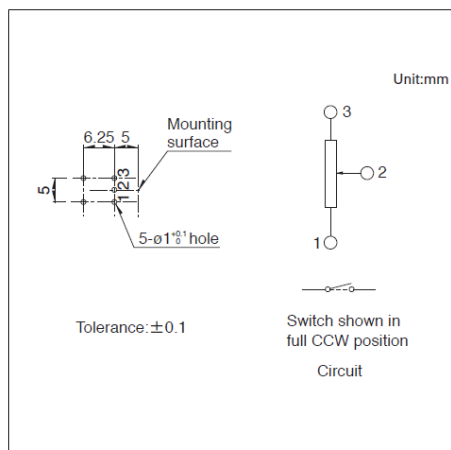 Unit:mm
6.25 5
Mounting
surface
5
1 2 3
5-ø1 +0.1 0 hole
Tolerance:±0.1
3
2
1
Switch shown in
full CCW position
Circuit